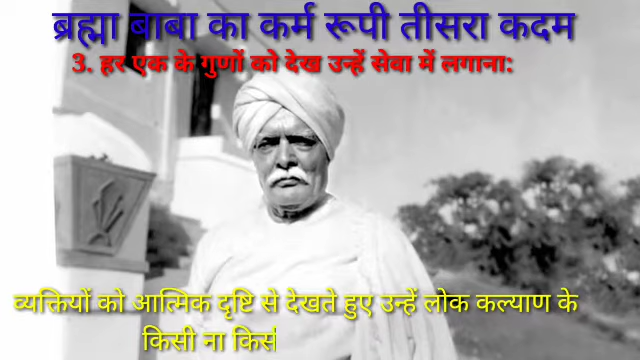 ब्रह्मा बाबा का कर्म रूपी तीसरा कदम
3. हर एक के गुणों को देख उन्हें सेवा में लगाना:
व्यक्तियों को आत्मिक दृष्टि से देखते हुए उन्हें लोक कल्याण के
किसी ना